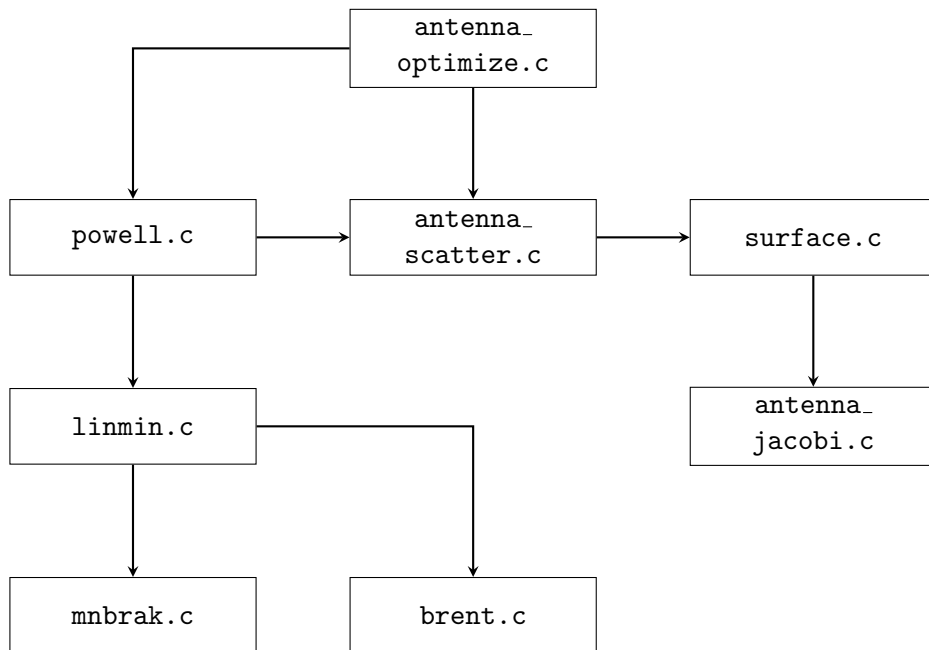 antenna_
optimize.c
powell.c
antenna_
scatter.c
surface.c
linmin.c
antenna_
jacobi.c
mnbrak.c
brent.c